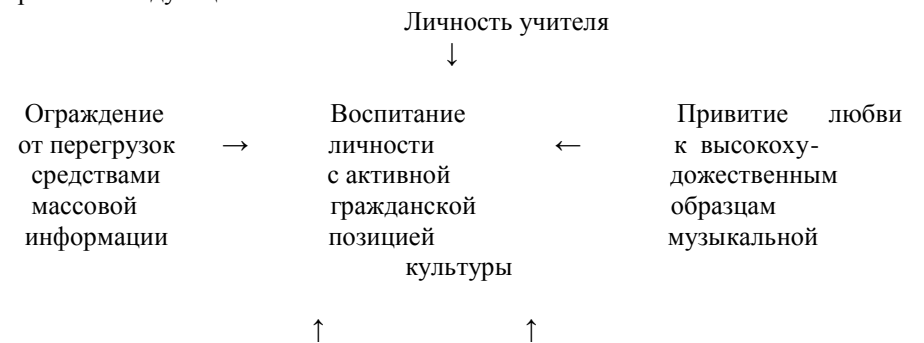 Личность учителя
↓
Ограждение
от перегрузок
средствами
массовой
информации
→
Воспитание
личности
с активной
гражданской
позицией
←
Привитие любви
к высокоху-
дожественным
образцам
музыкальной
культуры
↑ ↑